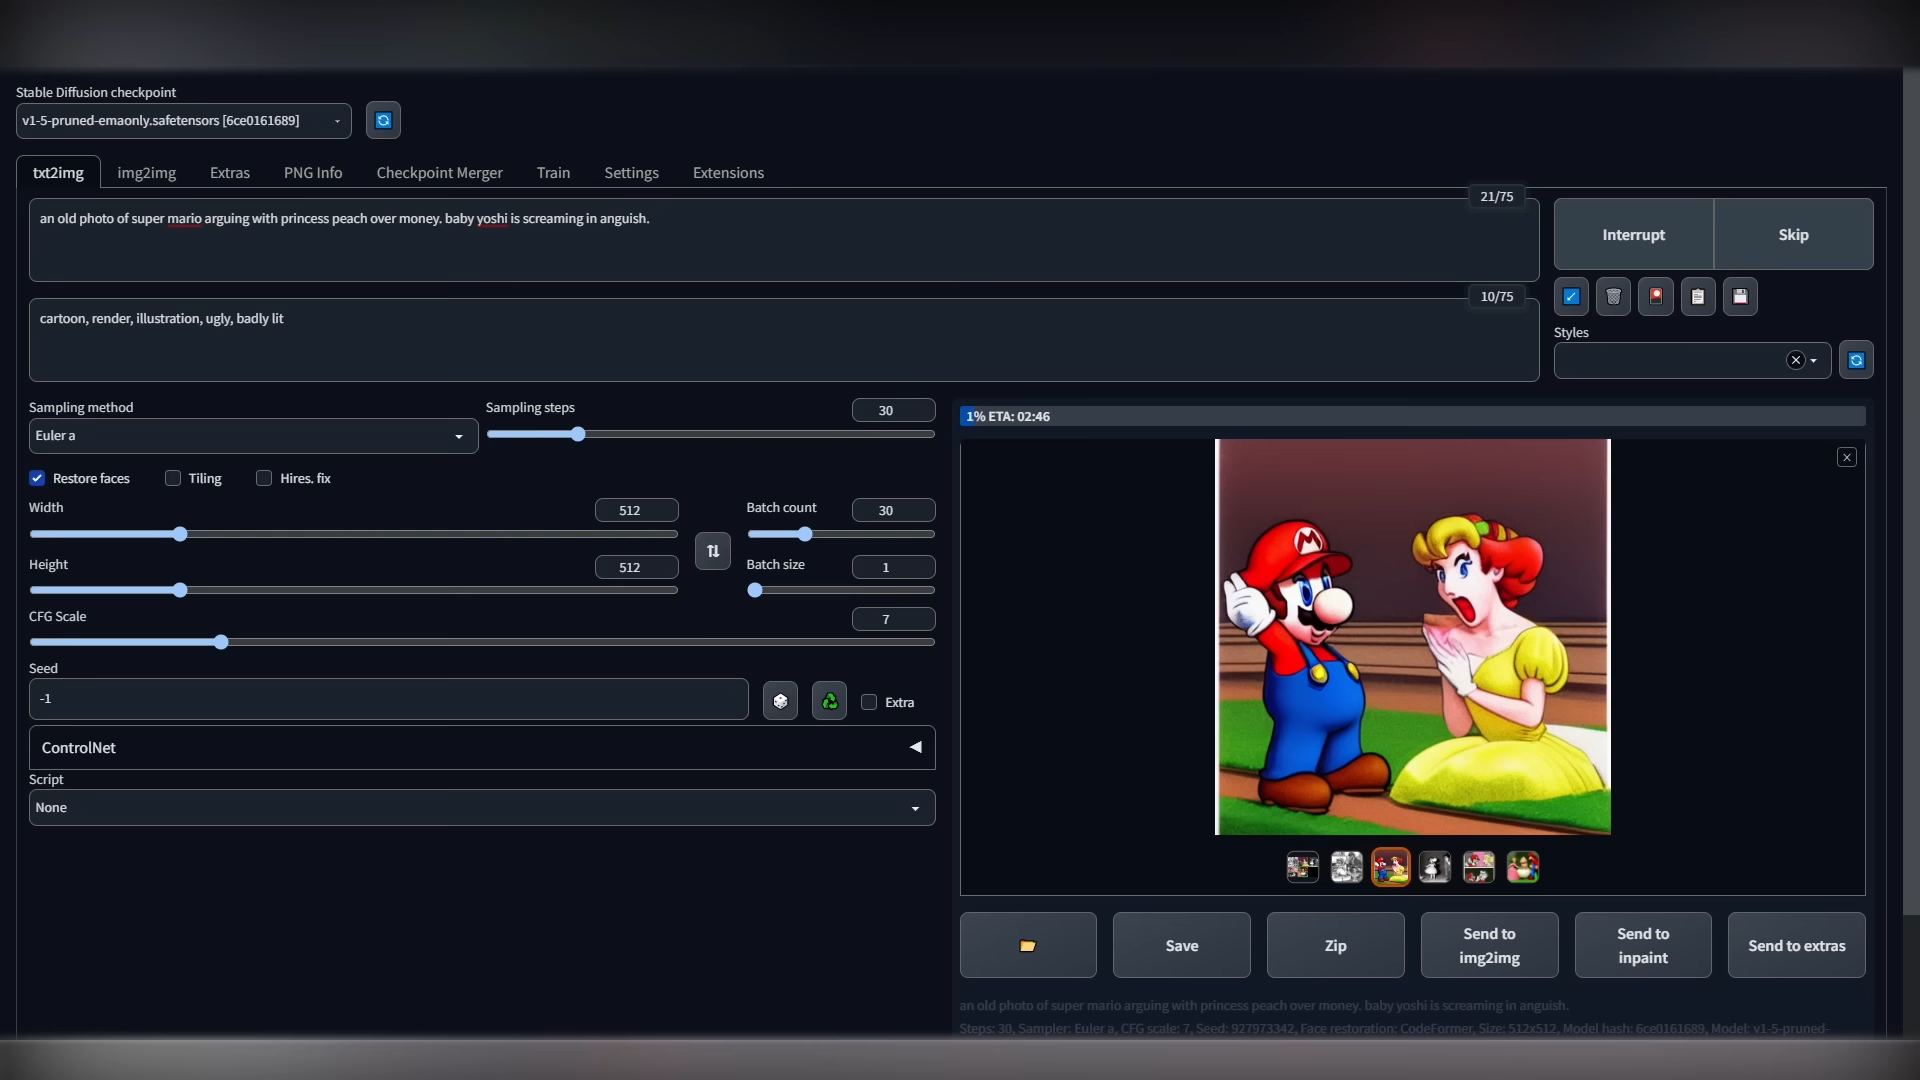 Stable Diffusion checkpoint
v1-5-pruned-emaonly.safetensors [6ce0161689]
txt2img
img2img
Extras
PNG Info
Checkpoint Merger
Train
Settings
Extensions
21/75
an old photo of super mario arguing with princess peach over money. baby yoshi is screaming in anguish.
Interrupt
Skip
10/75
cartoon, render, illustration, ugly, badly lit
Styles
Sampling method
Euler a
Sampling steps
30
1% ETA: 02:46
Restore faces
Tiling
Hires. fix
Width
512
Batch count
30
Height
512
Batch size
1
CFG Scale
7
Seed
-1
Extra
ControlNet
Script
None
M
Save
Zip
Send to
img2img
Send to
inpaint
Send to extras
an old photo of super mario arguing with princess peach over money. baby yoshi is screaming in anguish.
Steps: 30, Sampler: Euler a, CFG scale: 7, Seed: 927973342, Face restoration: CodeFormer, Size: 512x512, Model hash: 6ce0161689, Model: v1-5-pruned-